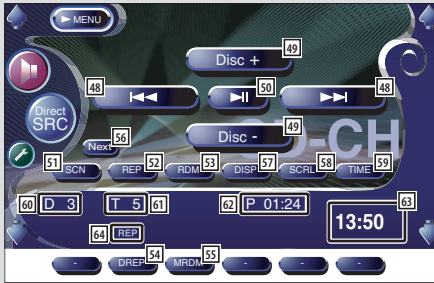 MENU
49
Disc +
48
50
48
Direct
SRC
56
49
Next
Disc -
CD-CH
51
52
53
57
58
59
SCN
REP
RDM
DISP
SCRL
TIME
60
D 3
T 5
61
62
P 01:24
63
13:50
64
REP
54
55
-
DREP
MRDM
-
-
-